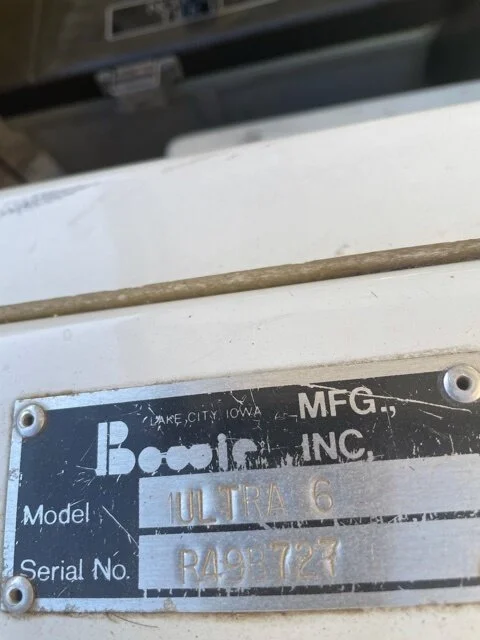 LAKE CITY, IOWA
Bowie MFG., INC.
Model ULTRA 6
Serial No.